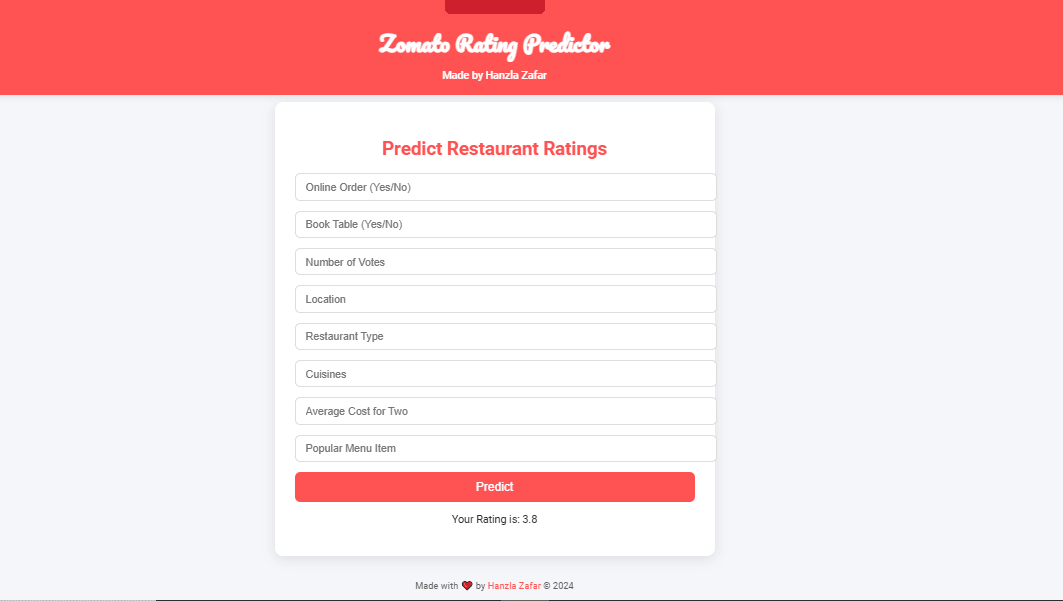 Zomato Rating Predictor
Made by Hanzla Zafar
Predict Restaurant Ratings
Online Order (Yes/No)
Book Table (Yes/No)
Number of Votes
Location
Restaurant Type
Cuisines
Average Cost for Two
Popular Menu Item
Predict
Your Rating is: 3.8
Made with ❤ by Hanzla Zafar © 2024